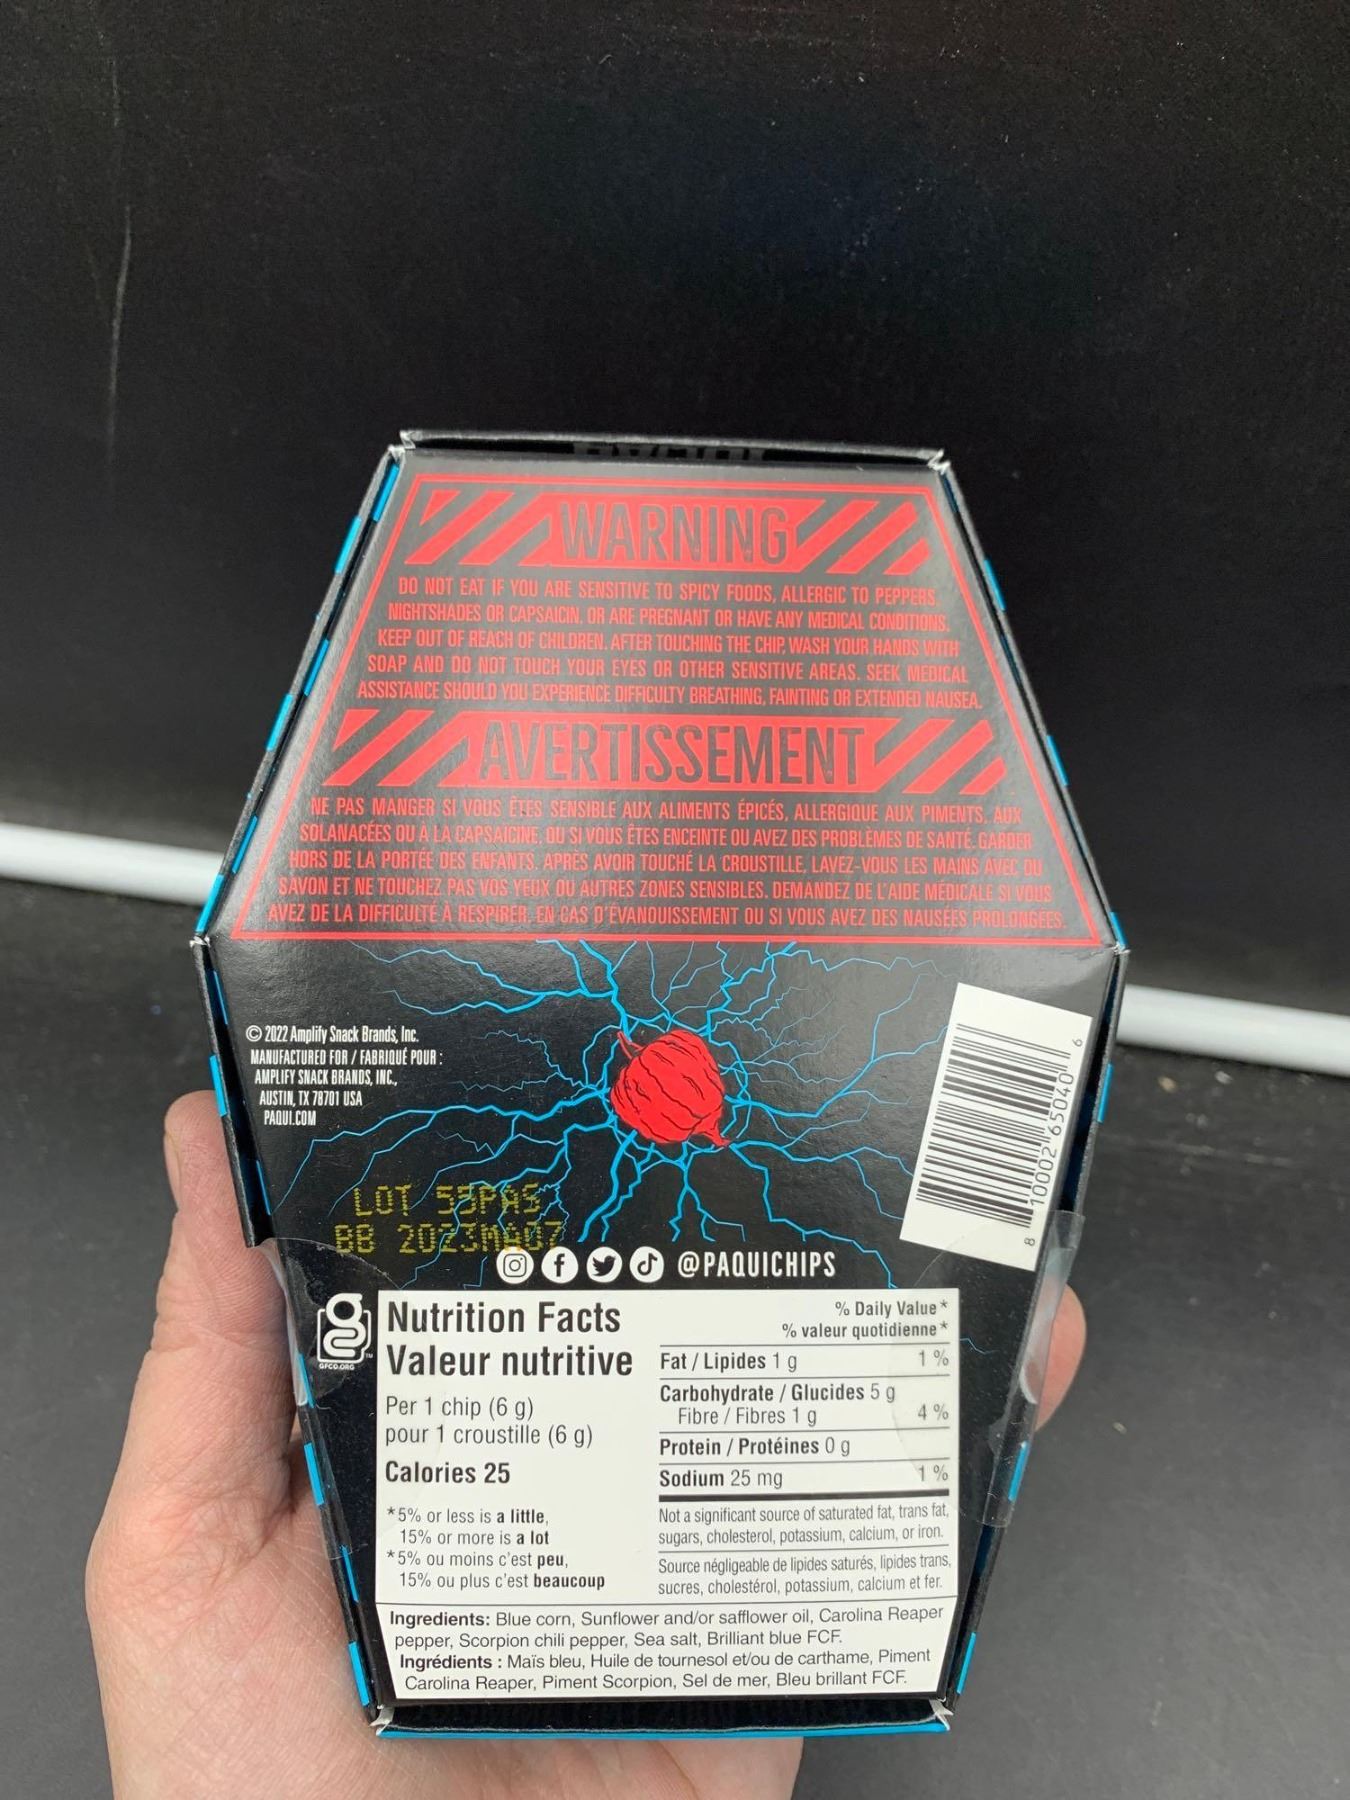 WARNING
DO NOT EAT IF YOU ARE SENSITIVE TO SPICY FOODS, ALLERGIC TO PEPPERS,
NIGHTSHADES OR CAPSAICIN, OR ARE PREGNANT OR HAVE ANY MEDICAL CONDITIONS.
KEEP OUT OF REACH OF CHILDREN. AFTER TOUCHING THE CHIP, WASH YOUR HANDS WITH
SOAP AND DO NOT TOUCH YOUR EYES OR OTHER SENSITIVE AREAS. SEEK MEDICAL
ASSISTANCE SHOULD YOU EXPERIENCE DIFFICULTY BREATHING, FAINTING OR EXTENDED NAUSEA.
AVERTISSEMENT
NE PAS MANGER SI VOUS ÊTES SENSIBLE AUX ALIMENTS ÉPICÉS, ALLERGIQUE AUX PIMENTS, AUX
SOLANACÉES OU À LA CAPSAÏCINE, OU SI VOUS ÊTES ENCEINTE OU AVEZ DES PROBLÈMES DE SANTÉ. GARDER
HORS DE LA PORTÉE DES ENFANTS. APRÈS AVOIR TOUCHÉ LA CROUSTILLE, LAVEZ-VOUS LES MAINS AVEC DU
SAVON ET NE TOUCHEZ PAS VOS YEUX OU AUTRES ZONES SENSIBLES. DEMANDEZ DE L'AIDE MÉDICALE SI VOUS
AVEZ DE LA DIFFICULTÉ À RESPIRER, EN CAS D'ÉVANOUISSEMENT OU SI VOUS AVEZ DES NAUSÉES PROLONGÉES.
© 2022 Amplify Snack Brands, Inc.
MANUFACTURED FOR / FABRIQUÉ POUR :
AMPLIFY SNACK BRANDS, INC.,
AUSTIN, TX 78701 USA
PAQUI.COM
8 10002 65040 6
LOT 53PAS
BB 2023MA07
@PAQUICHIPS
GFCO.ORG
Nutrition Facts
Valeur nutritive
Per 1 chip (6 g)
pour 1 croustille (6 g)
Calories 25
*5% or less is a little,
15% or more is a lot
*5% ou moins c'est peu,
15% ou plus c'est beaucoup
% Daily Value*
% valeur quotidienne*
Fat / Lipides 1 g 1 %
Carbohydrate / Glucides 5 g
Fibre / Fibres 1 g 4 %
Protein / Protéines 0 g
Sodium 25 mg 1 %
Not a significant source of saturated fat, trans fat,
sugars, cholesterol, potassium, calcium, or iron.
Source négligeable de lipides saturés, lipides trans,
sucres, cholestérol, potassium, calcium et fer.
Ingredients: Blue corn, Sunflower and/or safflower oil, Carolina Reaper
pepper, Scorpion chili pepper, Sea salt, Brilliant blue FCF.
Ingrédients : Maïs bleu, Huile de tournesol et/ou de carthame, Piment
Carolina Reaper, Piment Scorpion, Sel de mer, Bleu brillant FCF.